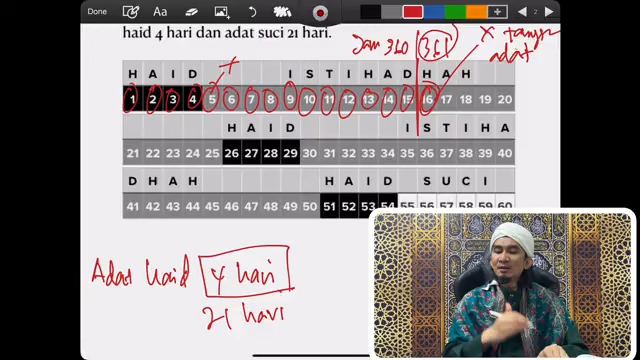 Done
2
haid 4 hari dan adat suci 21 hari.
Jam 360 361 X tanya adat
H A I D I S T I H A D H A H
1 2 3 4 5 6 7 8 9 10 11 12 13 14 15 16 17 18 19 20
X
H A I D I S T I H A
21 22 23 24 25 26 27 28 29 30 31 32 33 34 35 36 37 38 39 40
D H A H H A I D S U C I
41 42 43 44 45 46 47 48 49 50 51 52 53 54 55 56 57 58 59 60
Adat haid 4 hari
21 hari